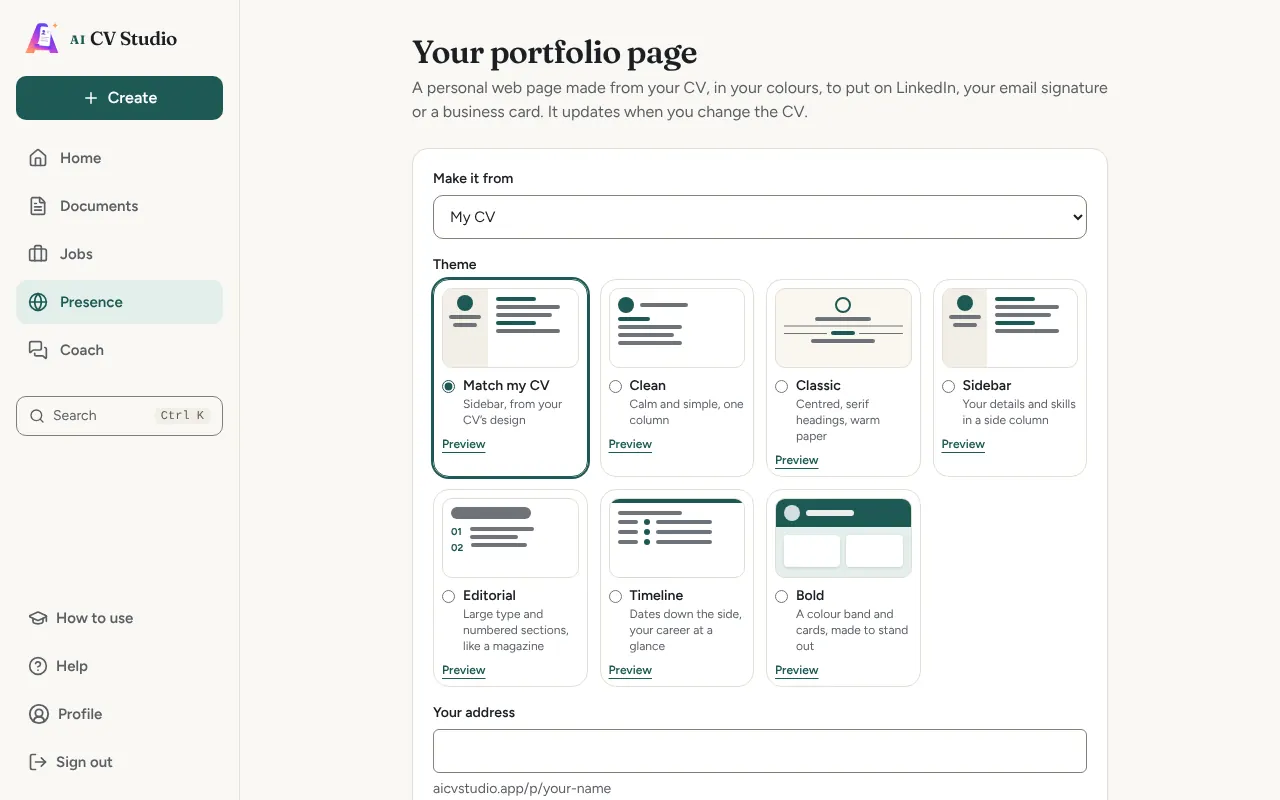 AI CV Studio
Create
Home
Documents
Jobs
Presence
Coach
Search Ctrl K
How to use
Help
Profile
Sign out
Your portfolio page
A personal web page made from your CV, in your colours, to put on LinkedIn, your email signature
or a business card. It updates when you change the CV.
Make it from
My CV
Theme
Match my CV
Sidebar, from your
CV's design
Preview
Clean
Calm and simple, one
column
Preview
Classic
Centred, serif
headings, warm
paper
Preview
Sidebar
Your details and skills
in a side column
Preview
01
02
Editorial
Large type and
numbered sections,
like a magazine
Preview
Timeline
Dates down the side,
your career at a
glance
Preview
Bold
A colour band and
cards, made to stand
out
Preview
Your address
aicvstudio.app/p/your-name